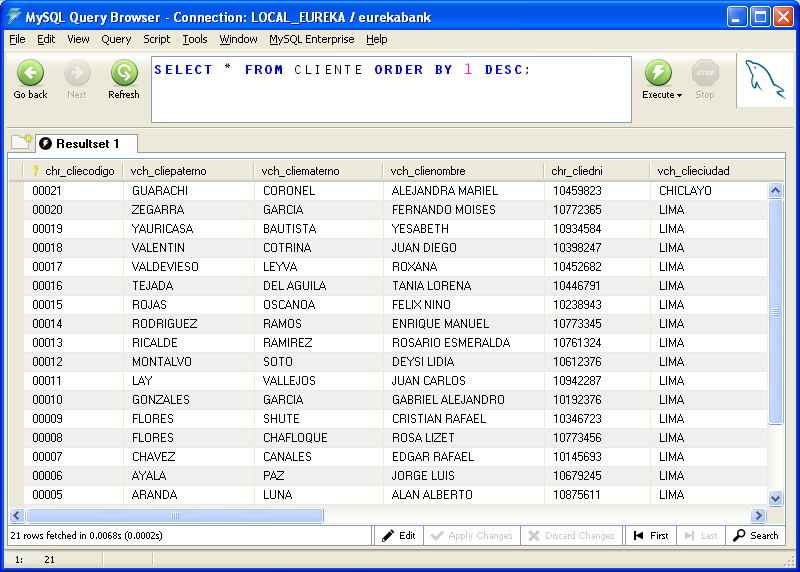 MySQL Query Browser - Connection: LOCAL_EUREKA / eurekabank
File Edit View Query Script Tools Window MySQL Enterprise Help
Go back Next Refresh
SELECT * FROM CLIENTE ORDER BY 1 DESC;
Execute STOP Stop
Resultset 1
? chr_cliecodigo vch_cliepaterno vch_cliematerno vch_clienombre chr_cliedni vch_clieciudad
00021 GUARACHI CORONEL ALEJANDRA MARIEL 10459823 CHICLAYO
00020 ZEGARRA GARCIA FERNANDO MOISES 10772365 LIMA
00019 YAURICASA BAUTISTA YESABETH 10934584 LIMA
00018 VALENTIN COTRINA JUAN DIEGO 10398247 LIMA
00017 VALDEVIESO LEYVA ROXANA 10452682 LIMA
00016 TEJADA DEL AGUILA TANIA LORENA 10446791 LIMA
00015 ROJAS OSCANOA FELIX NINO 10238943 LIMA
00014 RODRIGUEZ RAMOS ENRIQUE MANUEL 10773345 LIMA
00013 RICALDE RAMIREZ ROSARIO ESMERALDA 10761324 LIMA
00012 MONTALVO SOTO DEYSI LIDIA 10612376 LIMA
00011 LAY VALLEJOS JUAN CARLOS 10942287 LIMA
00010 GONZALES GARCIA GABRIEL ALEJANDRO 10192376 LIMA
00009 FLORES SHUTE CRISTIAN RAFAEL 10346723 LIMA
00008 FLORES CHAFLOQUE ROSA LIZET 10773456 LIMA
00007 CHAVEZ CANALES EDGAR RAFAEL 10145693 LIMA
00006 AYALA PAZ JORGE LUIS 10679245 LIMA
00005 ARANDA LUNA ALAN ALBERTO 10875611 LIMA
21 rows fetched in 0.0068s (0.0002s) Edit Apply Changes Discard Changes First Last Search
1: 21